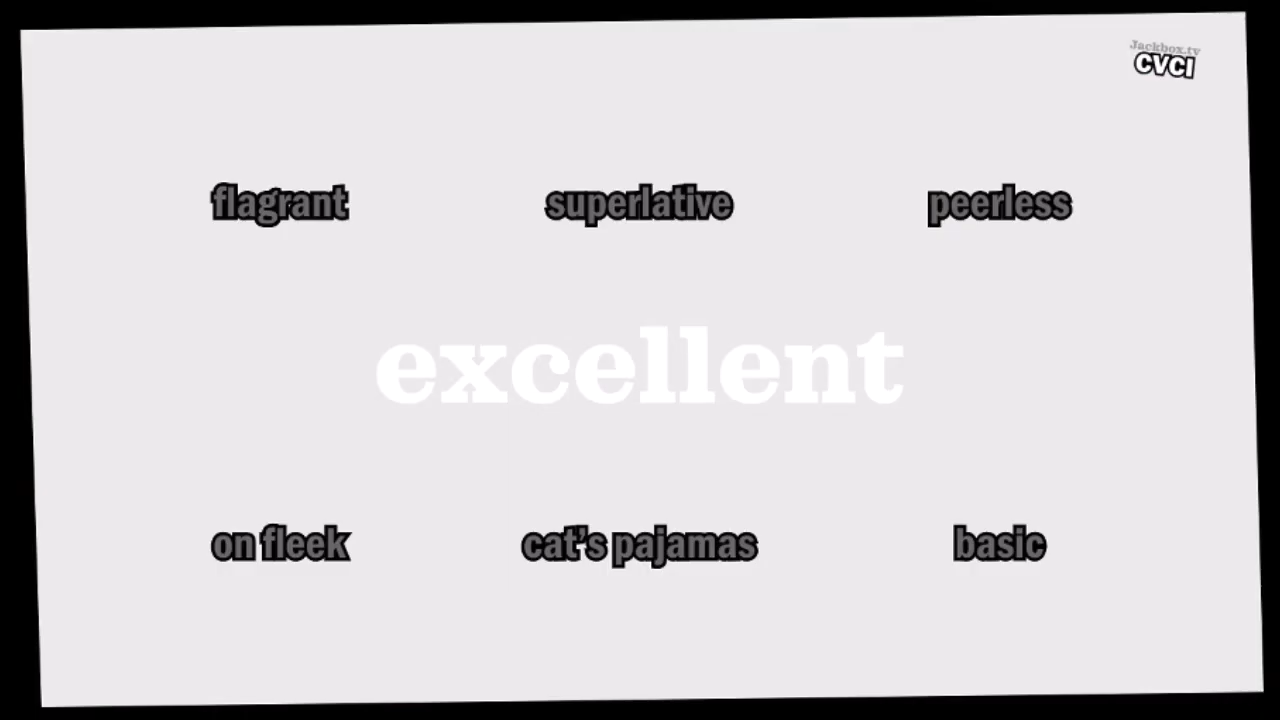 Jackbox.tv
CVCI
flagrant
superlative
peerless
excellent
on fleek
cat's pajamas
basic